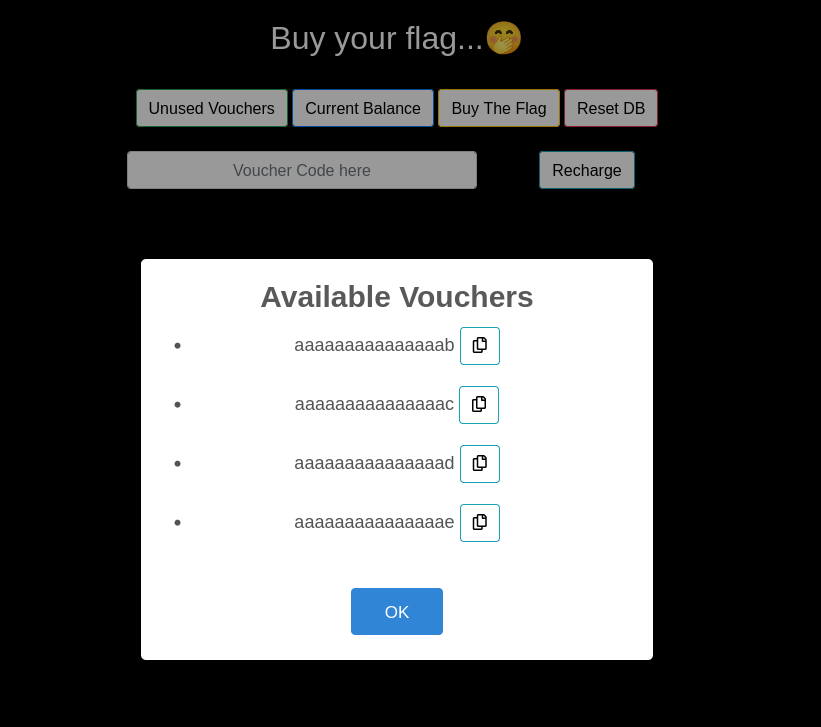 Buy your flag...🤭
Unused Vouchers Current Balance Buy The Flag Reset DB
Voucher Code here Recharge
Available Vouchers
aaaaaaaaaaaaaaab
aaaaaaaaaaaaaaac
aaaaaaaaaaaaaaad
aaaaaaaaaaaaaaae
OK